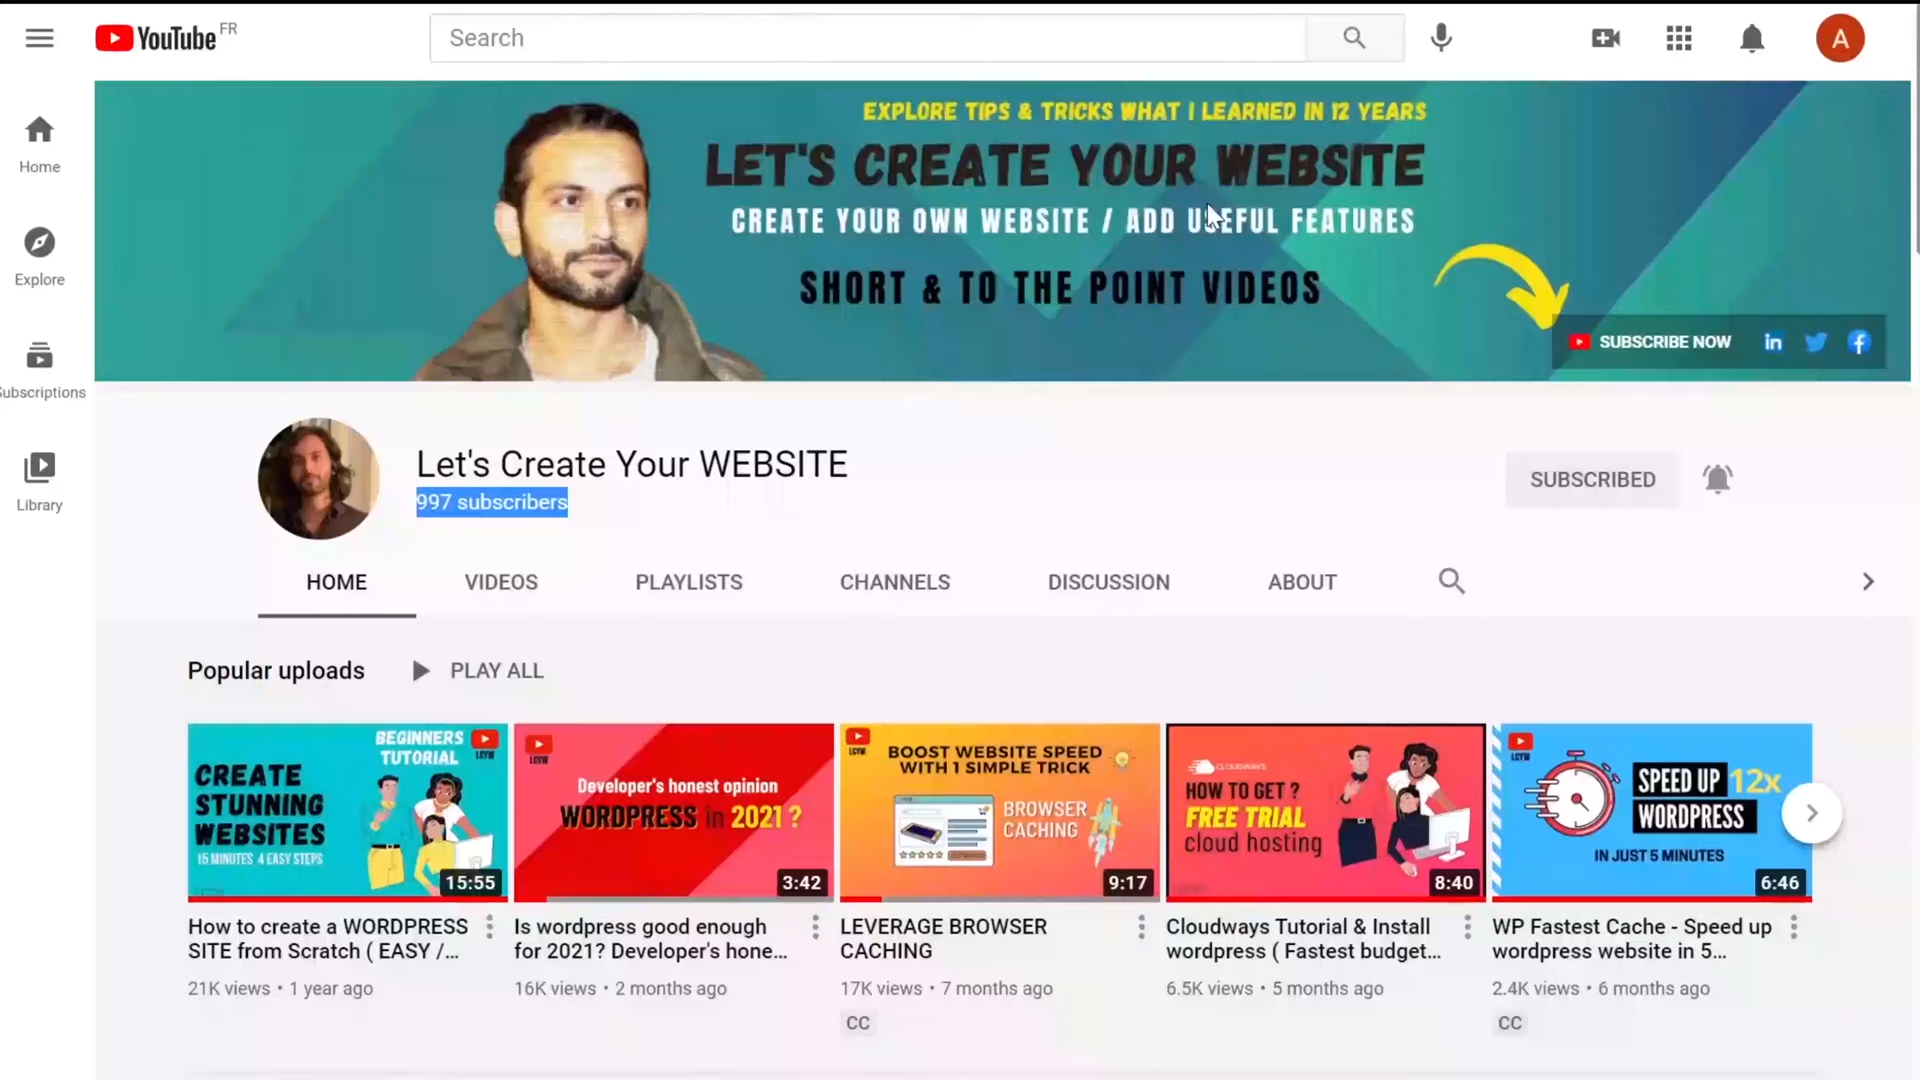 YouTube FR
Search
A
EXPLORE TIPS & TRICKS WHAT I LEARNED IN 12 YEARS
LET'S CREATE YOUR WEBSITE
CREATE YOUR OWN WEBSITE / ADD USEFUL FEATURES
SHORT & TO THE POINT VIDEOS
SUBSCRIBE NOW in
Home
Explore
Subscriptions
Library
Let's Create Your WEBSITE
997 subscribers
SUBSCRIBED
HOME VIDEOS PLAYLISTS CHANNELS DISCUSSION ABOUT
Popular uploads PLAY ALL
BEGINNERS
TUTORIAL
LCYW
CREATE
STUNNING
WEBSITES
15 MINUTES 4 EASY STEPS
15:55
How to create a WORDPRESS
SITE from Scratch ( EASY /...
21K views • 1 year ago
LCYW
Developer's honest opinion
WORDPRESS in 2021 ?
3:42
Is wordpress good enough
for 2021? Developer's hone...
16K views • 2 months ago
LCYW
BOOST WEBSITE SPEED
WITH 1 SIMPLE TRICK
BROWSER
CACHING
9:17
LEVERAGE BROWSER
CACHING
17K views • 7 months ago
CC
CLOUDWAYS
HOW TO GET ?
FREE TRIAL
cloud hosting
8:40
Cloudways Tutorial & Install
wordpress ( Fastest budget...
6.5K views • 5 months ago
LCYW
SPEED UP 12x
WORDPRESS
IN JUST 5 MINUTES
6:46
WP Fastest Cache - Speed up
wordpress website in 5...
2.4K views • 6 months ago
CC